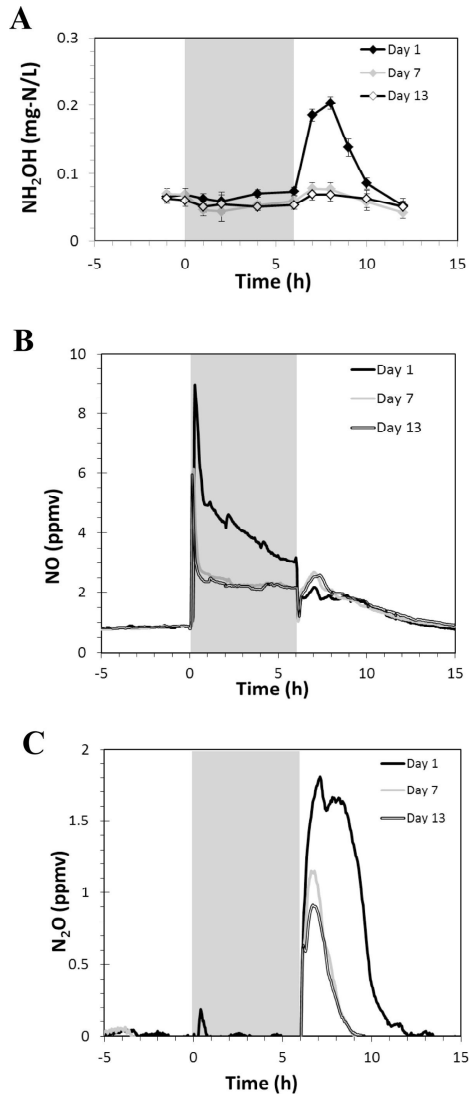 A
NH₂OH (mg-N/L)
0.3
0.2
0.1
0
-5
0
5
10
15
Time (h)
Day 1
Day 7
Day 13
B
NO (ppmv)
10
8
6
4
2
0
-5
0
5
10
15
Time (h)
Day 1
Day 7
Day 13
C
N₂O (ppmv)
2
1.5
1
0.5
0
-5
0
5
10
15
Time (h)
Day 1
Day 7
Day 13